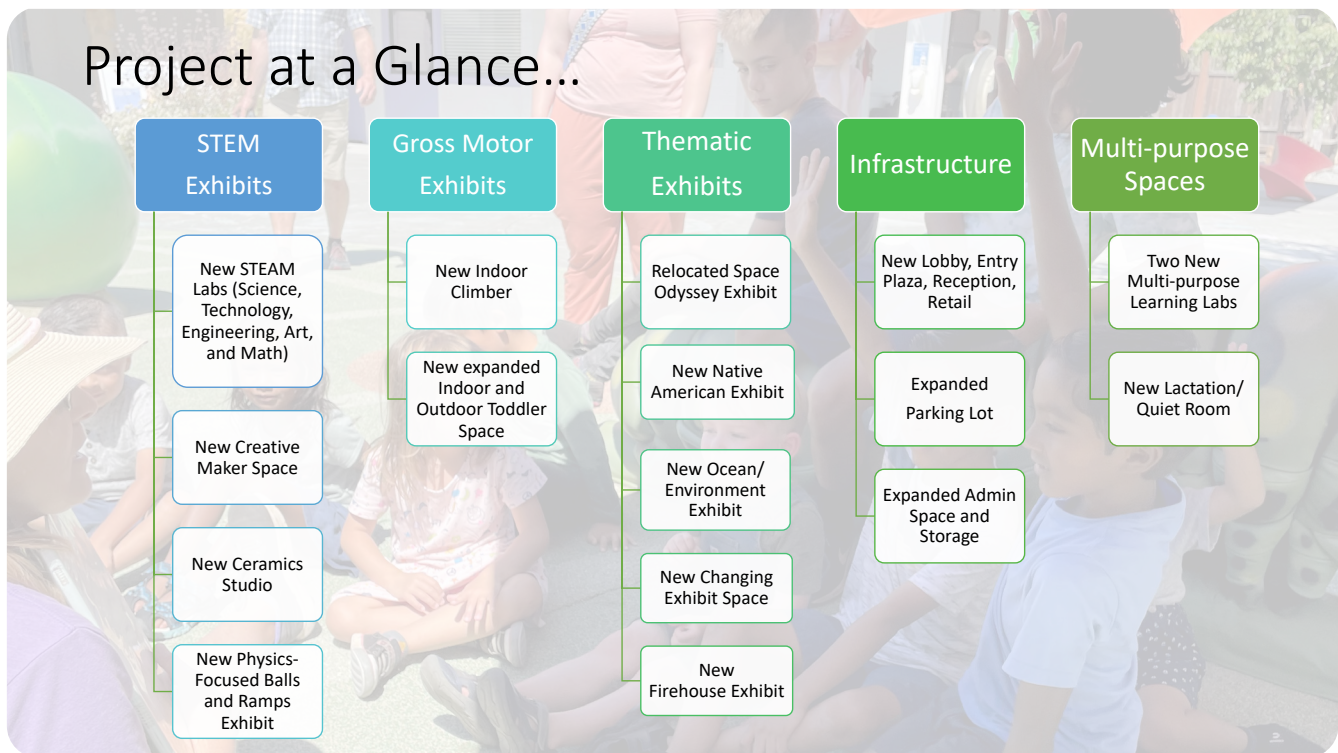 Project at a Glance...
STEM
Exhibits
New STEAM
Labs (Science,
Technology,
Engineering, Art,
and Math)
New Creative
Maker Space
New Ceramics
Studio
New Physics-
Focused Balls
and Ramps
Exhibit
Gross Motor
Exhibits
New Indoor
Climber
New expanded
Indoor and
Outdoor Toddler
Space
Thematic
Exhibits
Relocated Space
Odyssey Exhibit
New Native
American Exhibit
New Ocean/
Environment
Exhibit
New Changing
Exhibit Space
New
Firehouse Exhibit
Infrastructure
New Lobby, Entry
Plaza, Reception,
Retail
Expanded
Parking Lot
Expanded Admin
Space and
Storage
Multi-purpose
Spaces
Two New
Multi-purpose
Learning Labs
New Lactation/
Quiet Room